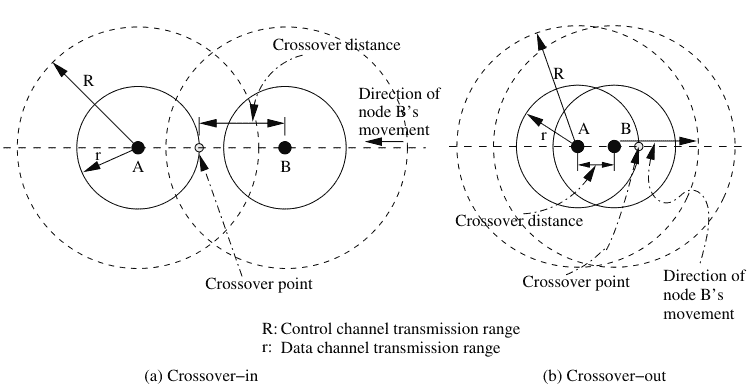 Crossover distance
R
Direction of
node B's
movement
r
A
B
Crossover point
R
r
A
B
Crossover distance
Crossover point
Direction of
node B's
movement
R: Control channel transmission range
r: Data channel transmission range
(a) Crossover−in
(b) Crossover−out